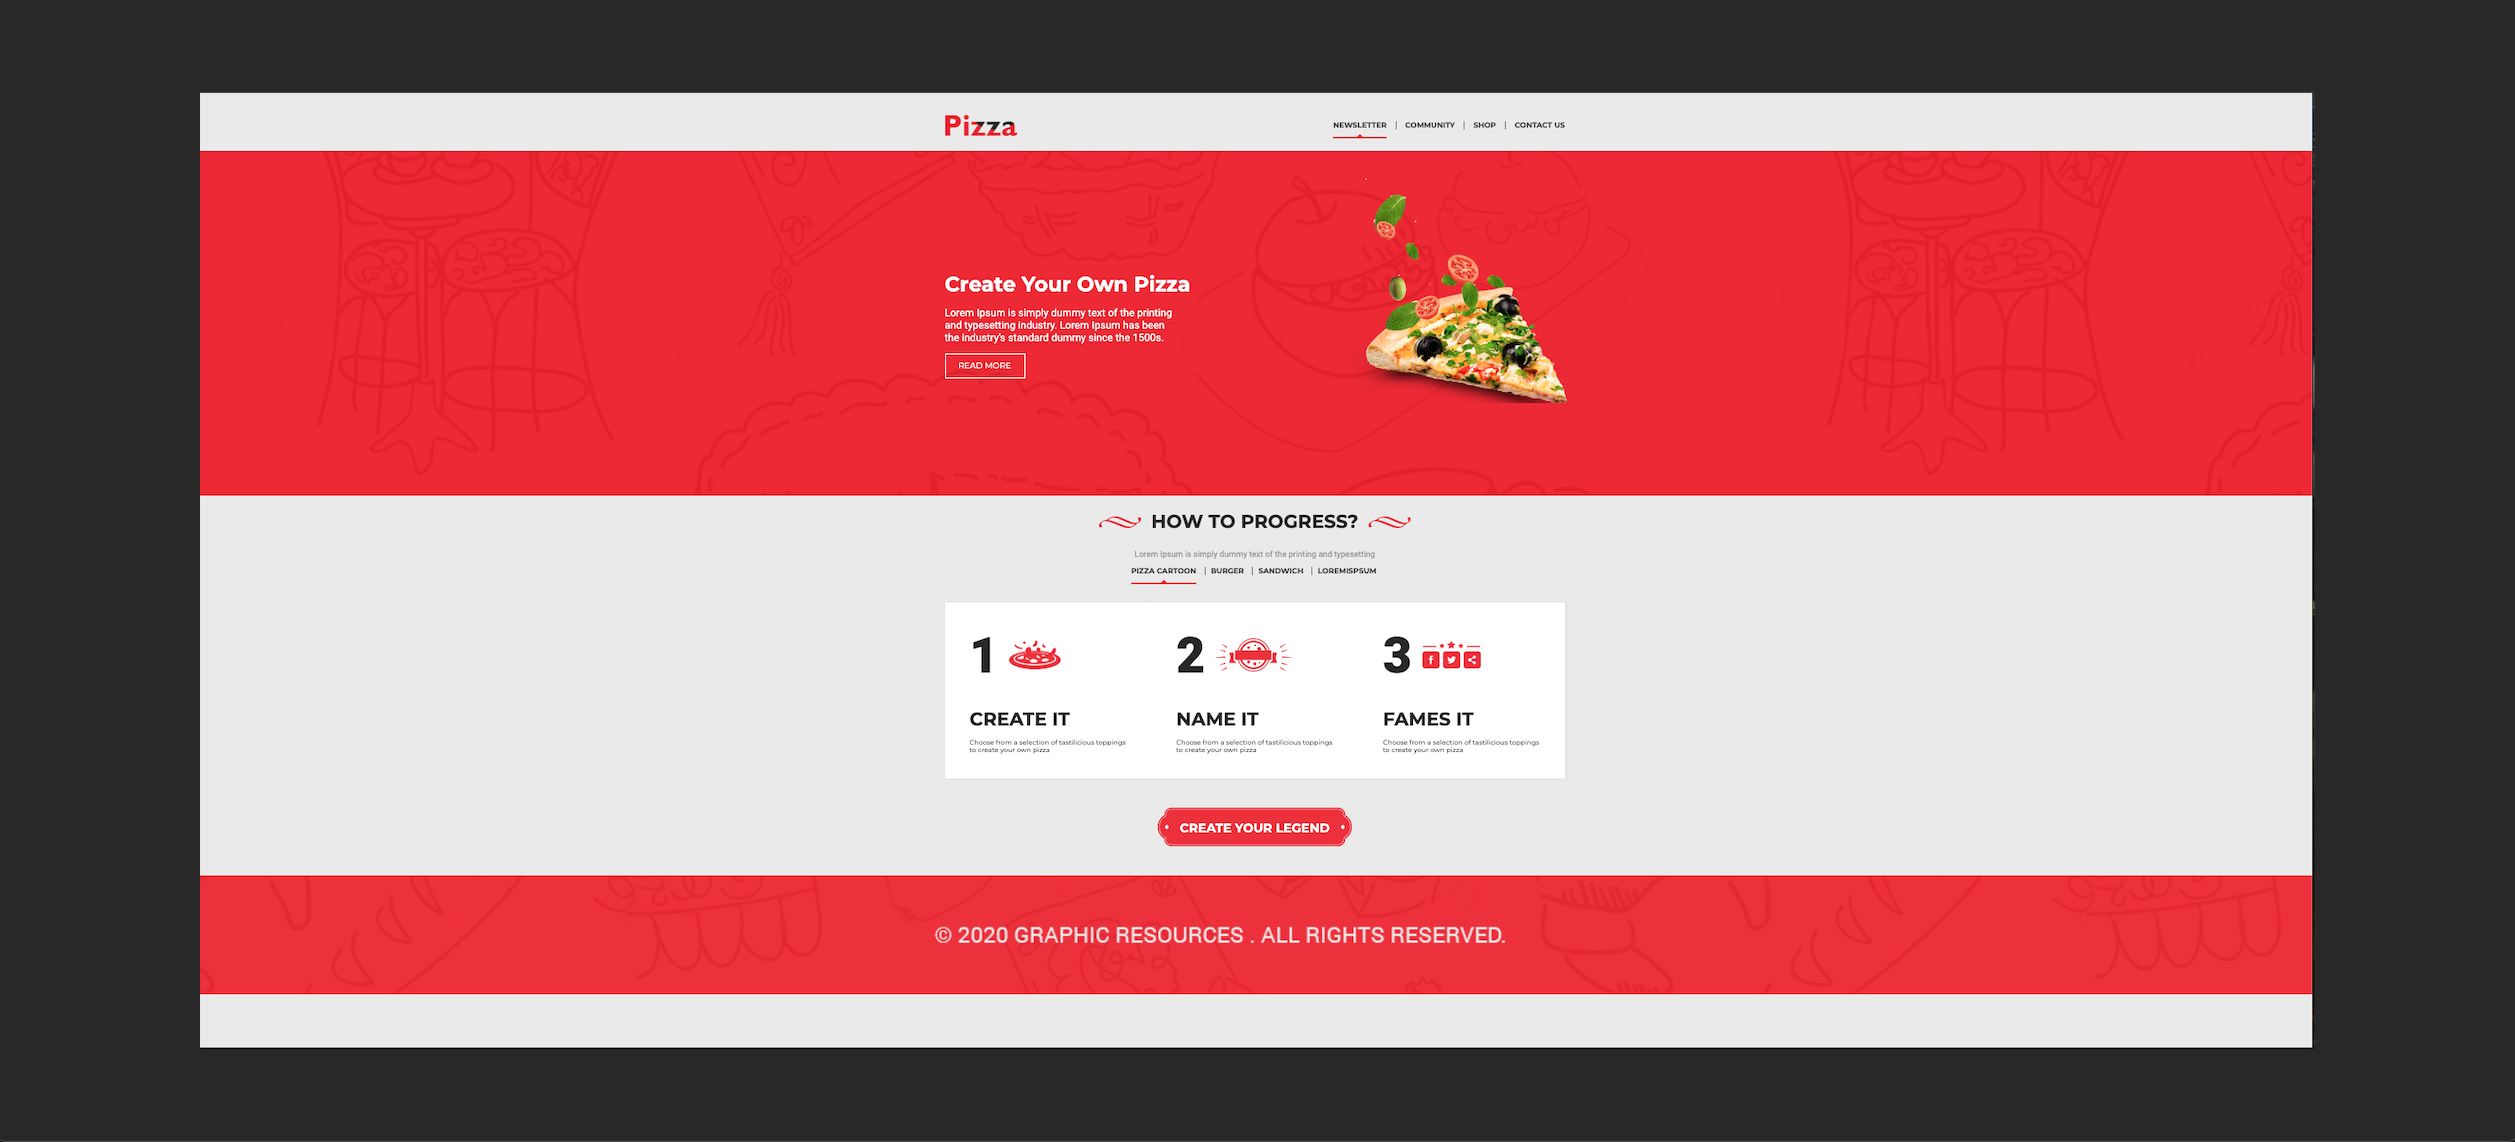 Pizza
NEWSLETTER | COMMUNITY | SHOP | CONTACT US
Create Your Own Pizza
Lorem Ipsum is simply dummy text of the printing
and typesetting industry. Lorem Ipsum has been
the industry's standard dummy since the 1500s.
READ MORE
HOW TO PROGRESS?
Lorem Ipsum is simply dummy text of the printing and typesetting
PIZZA CARTOON | BURGER | SANDWICH | LOREMISPSUM
1
CREATE IT
Choose from a selection of tastilicious toppings
to create your own pizza
2
NAME IT
Choose from a selection of tastilicious toppings
to create your own pizza
3
FAMES IT
Choose from a selection of tastilicious toppings
to create your own pizza
CREATE YOUR LEGEND
© 2020 GRAPHIC RESOURCES . ALL RIGHTS RESERVED.